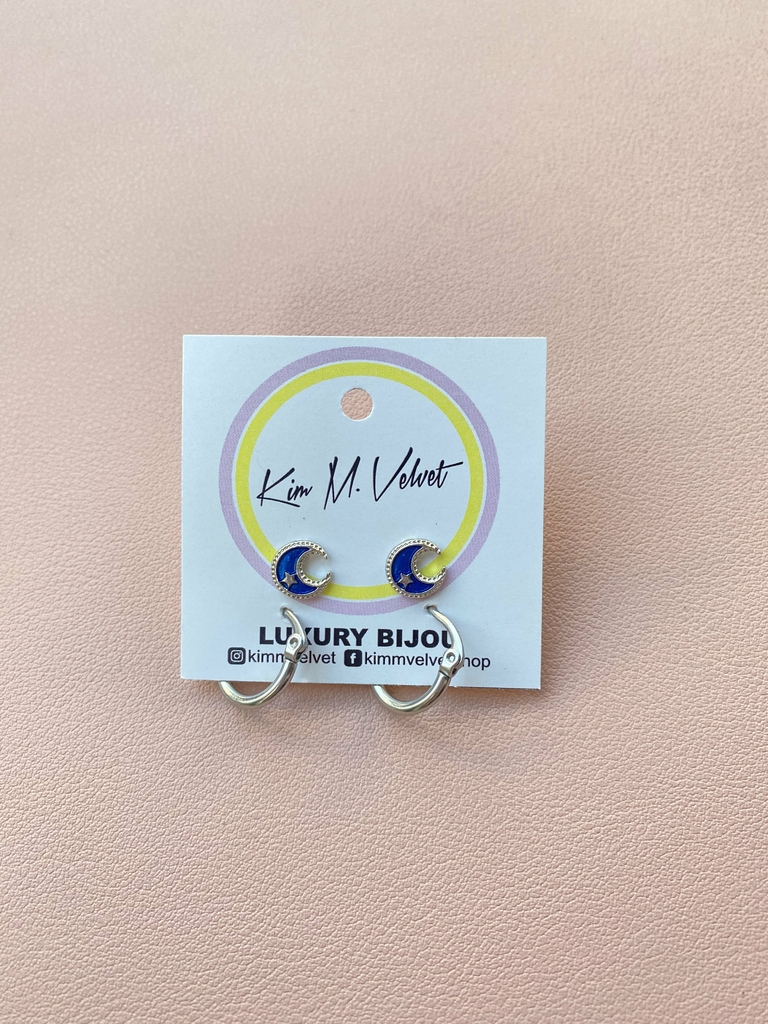 Kim M. Velvet
LUXURY BIJOU
kimmvelvet kimmvelvetshop